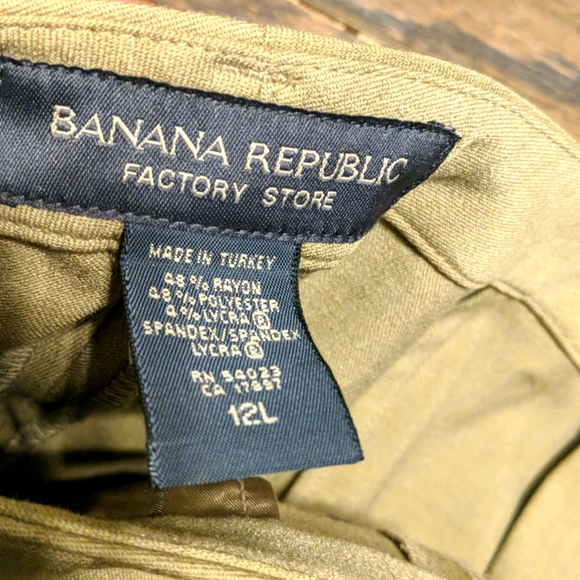 BANANA REPUBLIC
FACTORY STORE
MADE IN TURKEY
48% RAYON
48% POLYESTER
4% LYCRA ®
SPANDEX/SPANDEX
LYCRA ®
RN 54023
CA 17897
12L